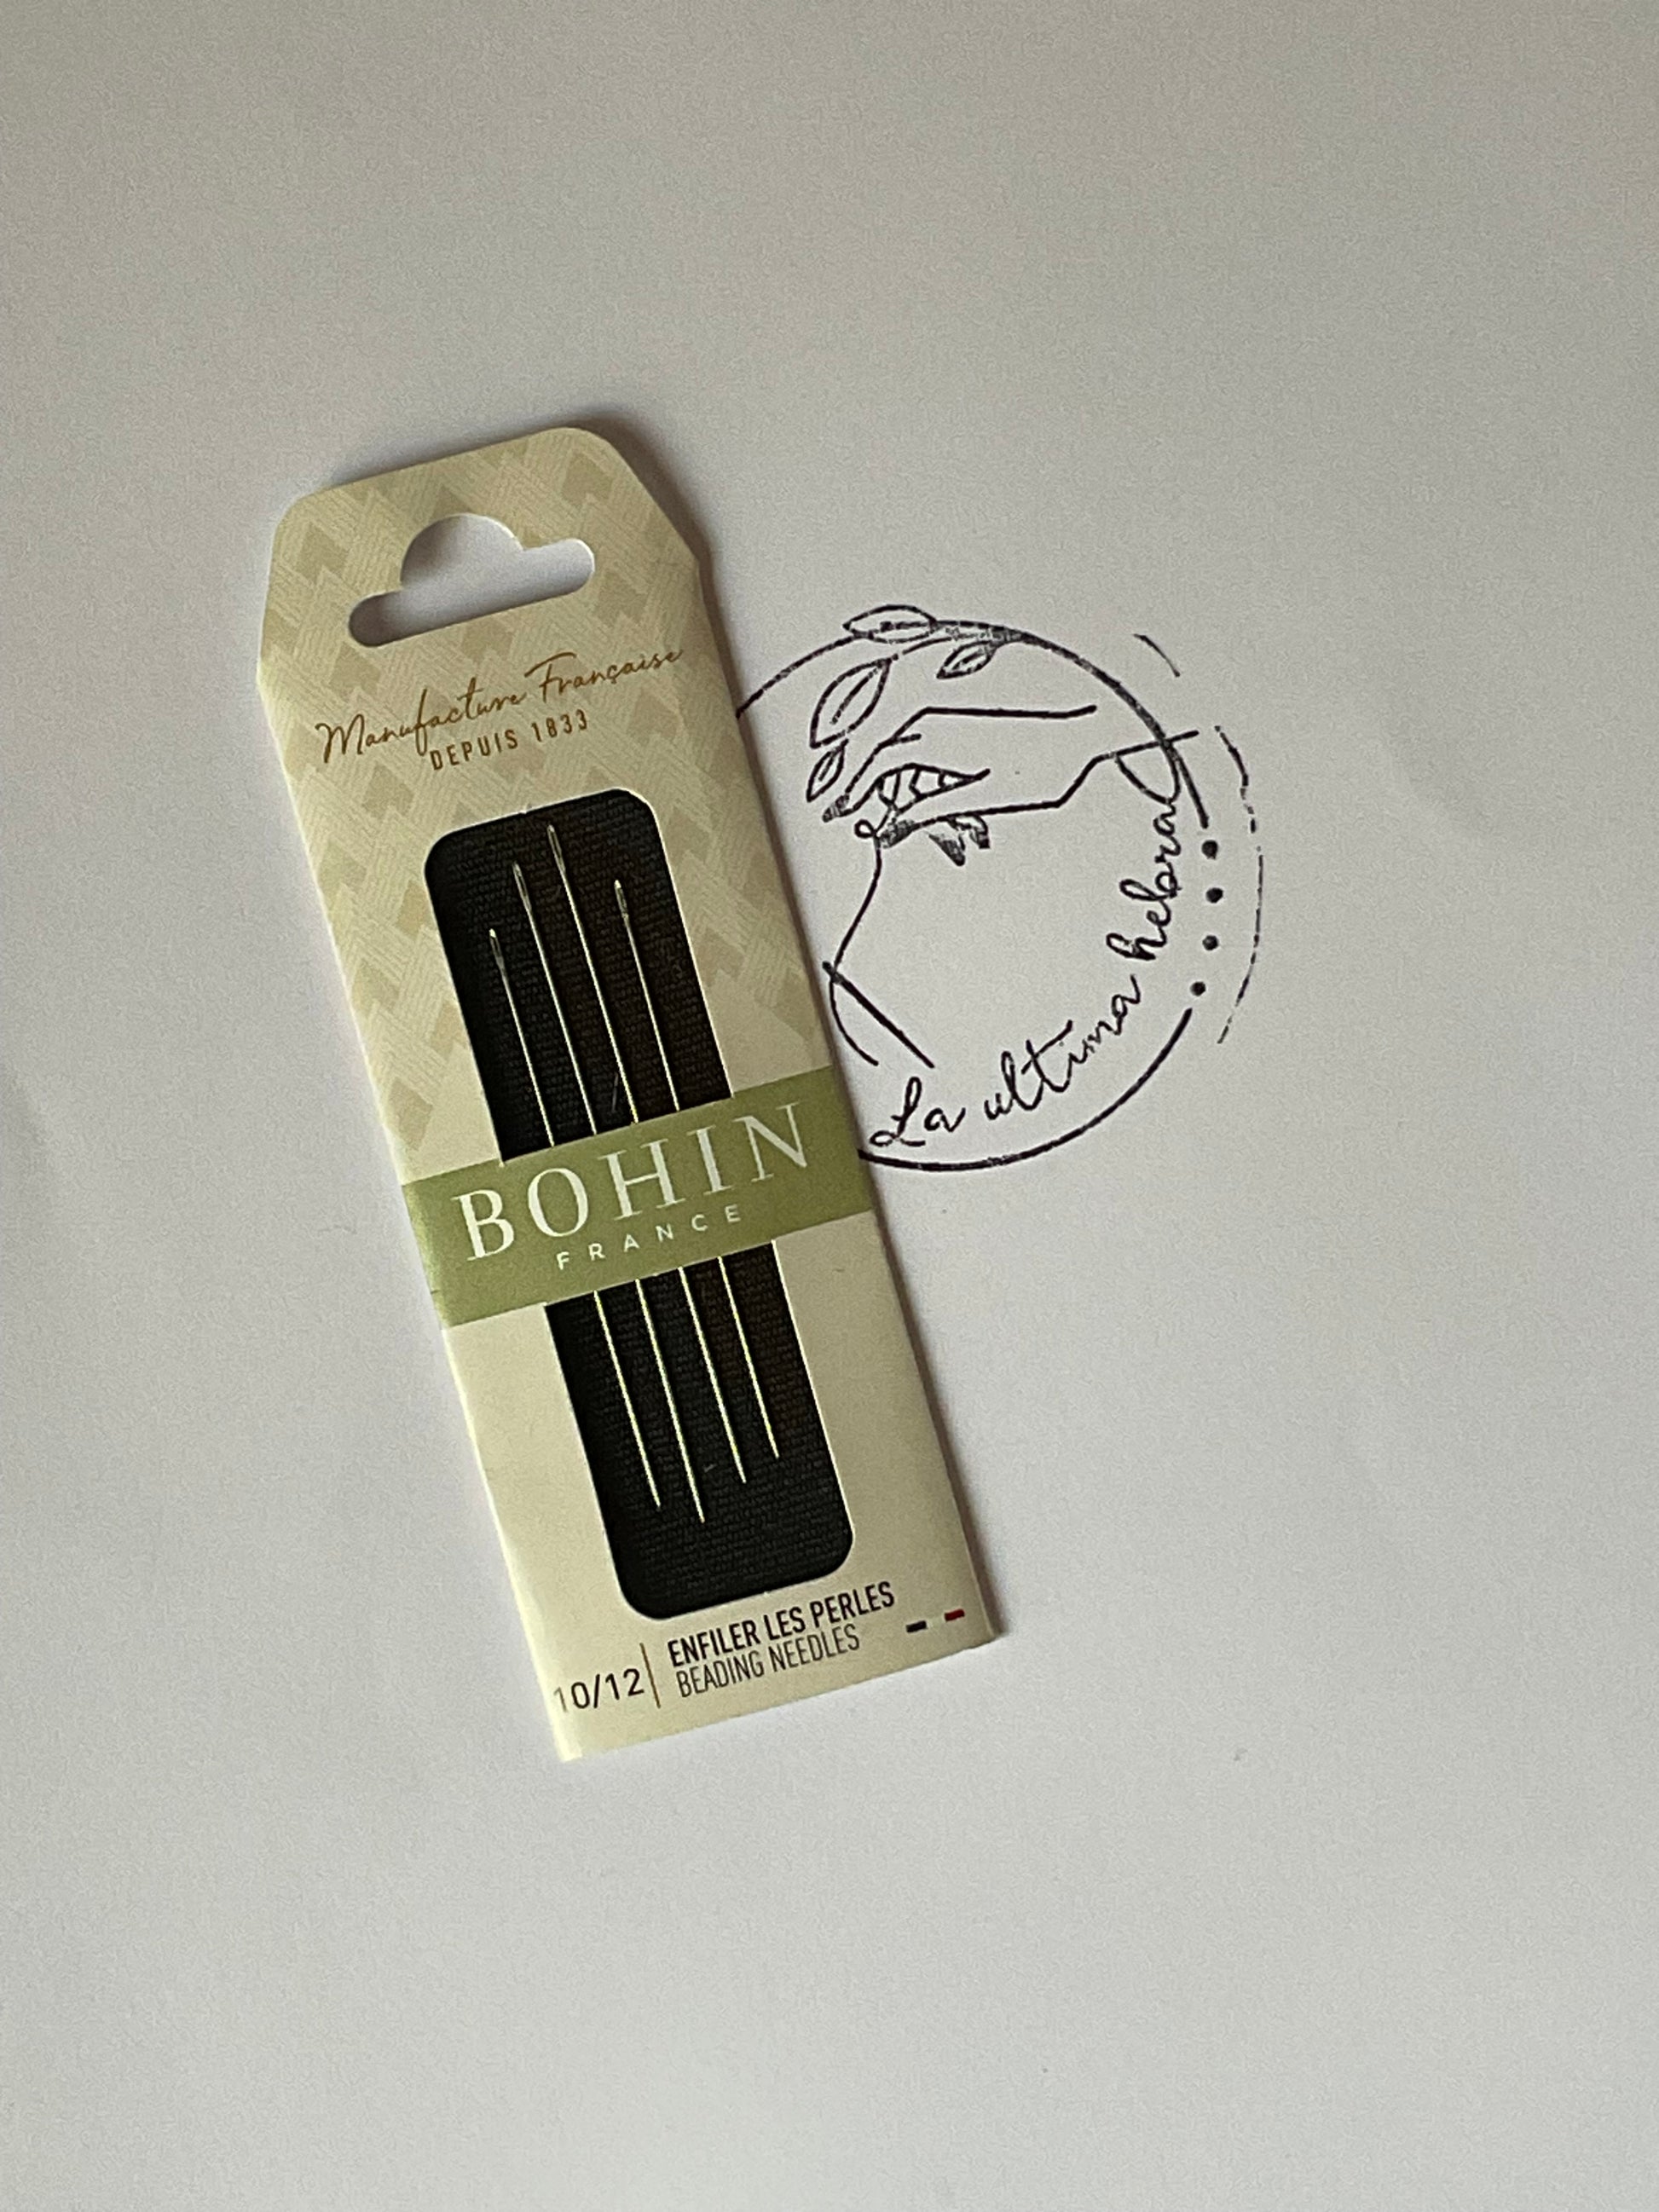 Manufacture Française
DEPUIS 1833
BOHIN
FRANCE
10/12
ENFILER LES PERLES
BEADING NEEDLES
La ultima hebra